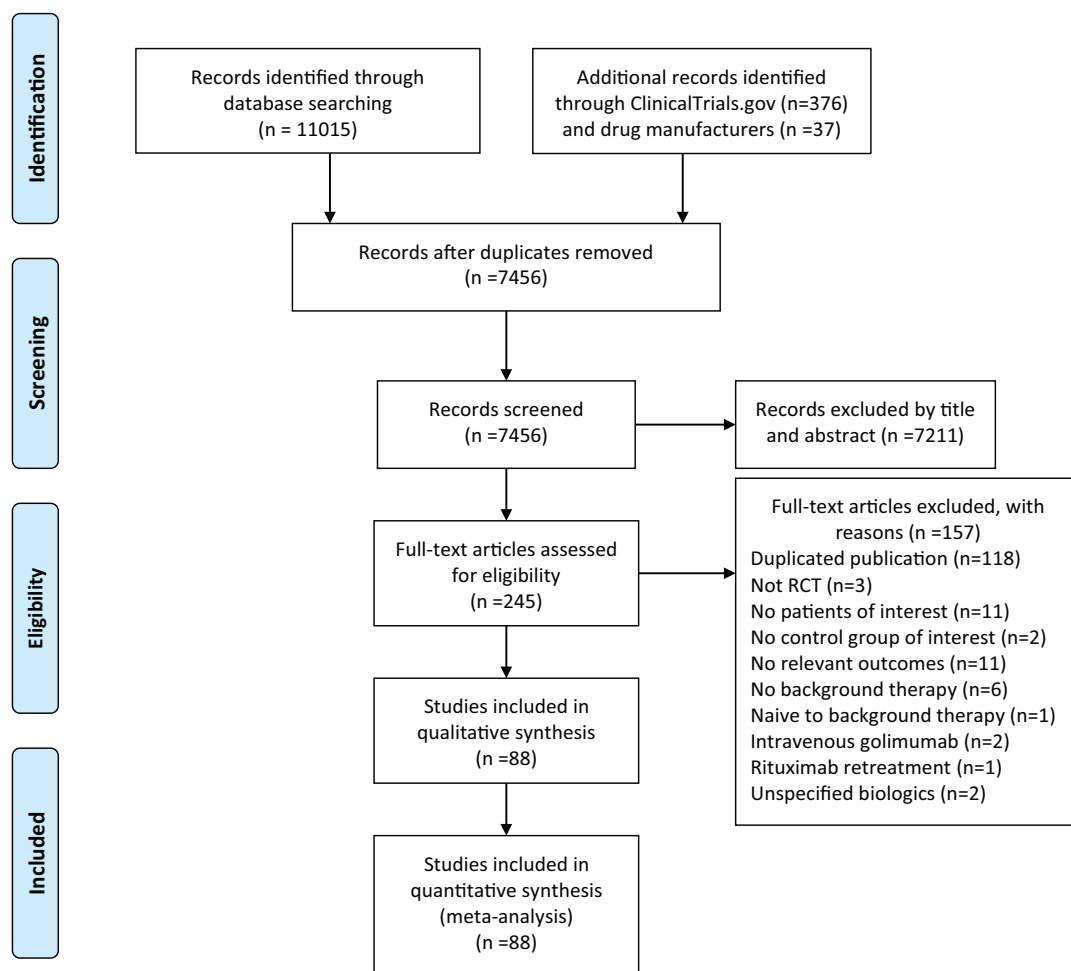 Identification
Records identified through
database searching
(n = 11015)
Additional records identified
through ClinicalTrials.gov (n=376)
and drug manufacturers (n =37)
Records after duplicates removed
(n =7456)
Screening
Records screened
(n =7456)
Records excluded by title
and abstract (n =7211)
Eligibility
Full-text articles assessed
for eligibility
(n =245)
Full-text articles excluded, with
reasons (n =157)
Duplicated publication (n=118)
Not RCT (n=3)
No patients of interest (n=11)
No control group of interest (n=2)
No relevant outcomes (n=11)
No background therapy (n=6)
Naive to background therapy (n=1)
Intravenous golimumab (n=2)
Rituximab retreatment (n=1)
Unspecified biologics (n=2)
Studies included in
qualitative synthesis
(n =88)
Included
Studies included in
quantitative synthesis
(meta-analysis)
(n =88)